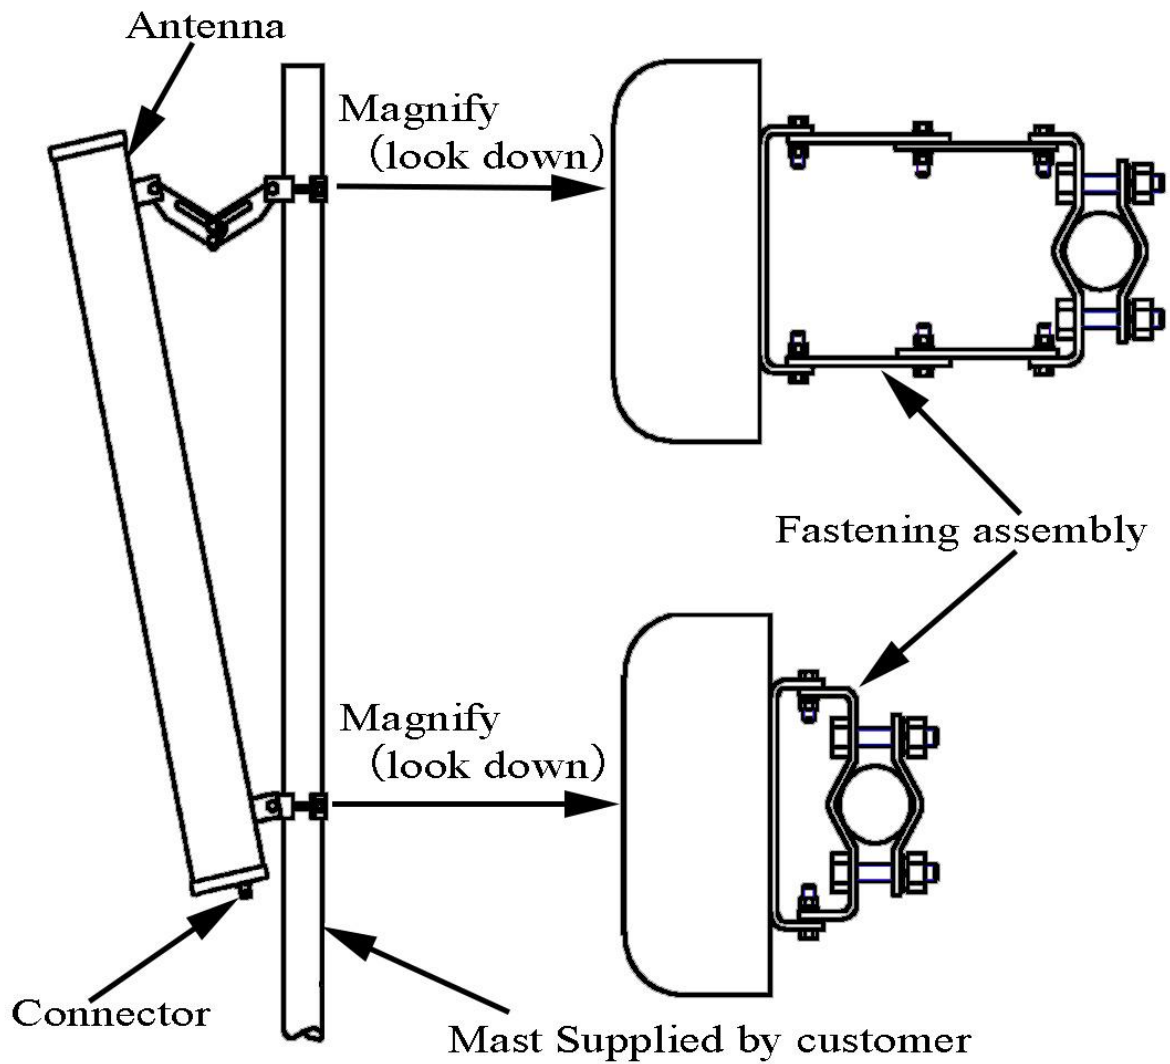 Antenna
Magnify
(look down)
Fastening assembly
Magnify
(look down)
Connector
Mast Supplied by customer